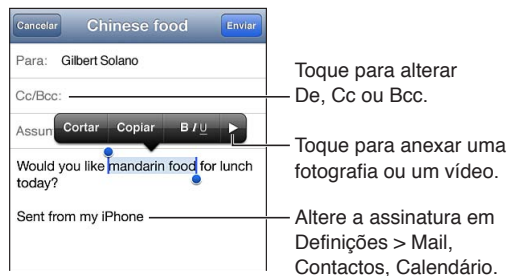 Cancelar Chinese food Enviar
Para: Gilbert Solano
Cc/Bcc:
Assun
Cortar Copiar B I U ▶
Would you like mandarin food for lunch
today?
Sent from my iPhone
Toque para alterar
De, Cc ou Bcc.
Toque para anexar uma
fotografia ou um vídeo.
Altere a assinatura em
Definições > Mail,
Contactos, Calendário.